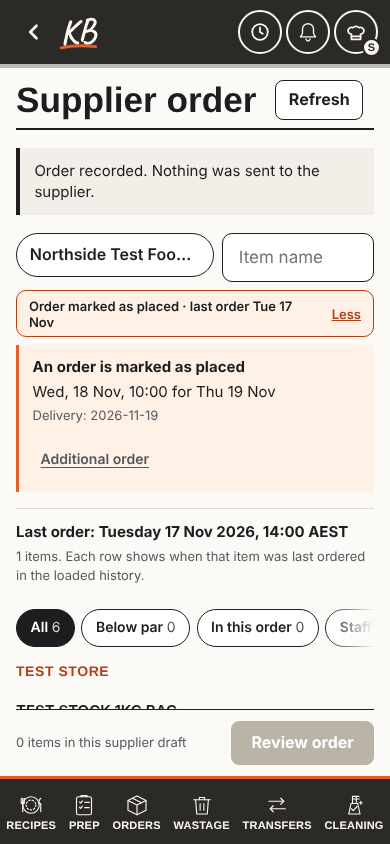 KB
S
Supplier order
Refresh
Order recorded. Nothing was sent to the
supplier.
Northside Test Foo...
Item name
Order marked as placed · last order Tue 17
Nov
Less
An order is marked as placed
Wed, 18 Nov, 10:00 for Thu 19 Nov
Delivery: 2026-11-19
Additional order
Last order: Tuesday 17 Nov 2026, 14:00 AEST
1 items. Each row shows when that item was last ordered
in the loaded history.
All 6
Below par 0
In this order 0
Staff
TEST STORE
TEST STOCK 1KG BAG
0 items in this supplier draft
Review order
RECIPES
PREP
ORDERS
WASTAGE
TRANSFERS
CLEANING